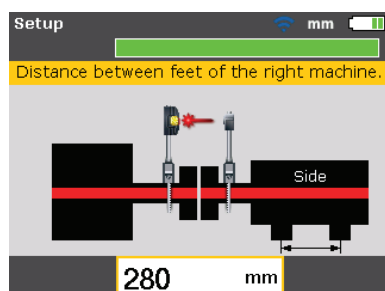 Setup mm
Distance between feet of the right machine.
Side
280 mm